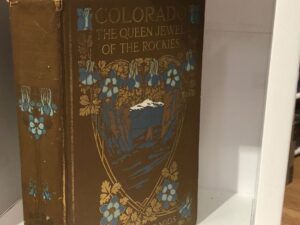 COLORADO
THE QUEEN JEWEL
OF THE ROCKIES